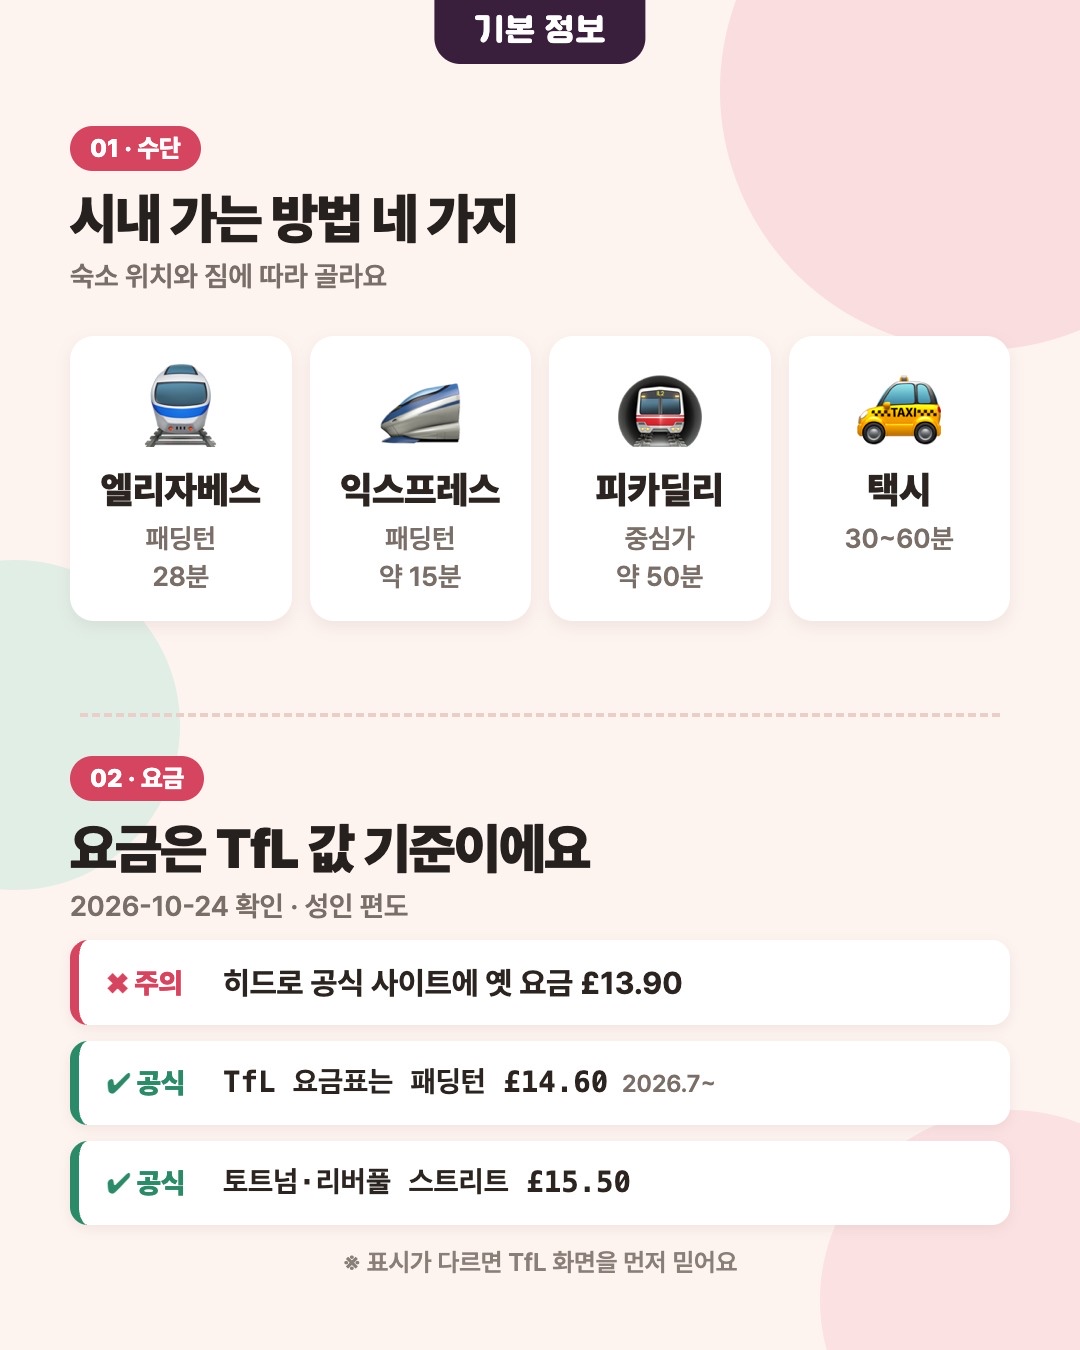 기본 정보
01 · 수단
시내 가는 방법 네 가지
숙소 위치와 짐에 따라 골라요
엘리자베스
패딩턴
28분
익스프레스
패딩턴
약 15분
피카딜리
중심가
약 50분
TAXI
택시
30~60분
02 · 요금
요금은 TfL 값 기준이에요
2026-10-24 확인 · 성인 편도
✖ 주의 히드로 공식 사이트에 옛 요금 £13.90
✔ 공식 TfL 요금표는 패딩턴 £14.60 2026.7~
✔ 공식 토트넘·리버풀 스트리트 £15.50
※ 표시가 다르면 TfL 화면을 먼저 믿어요